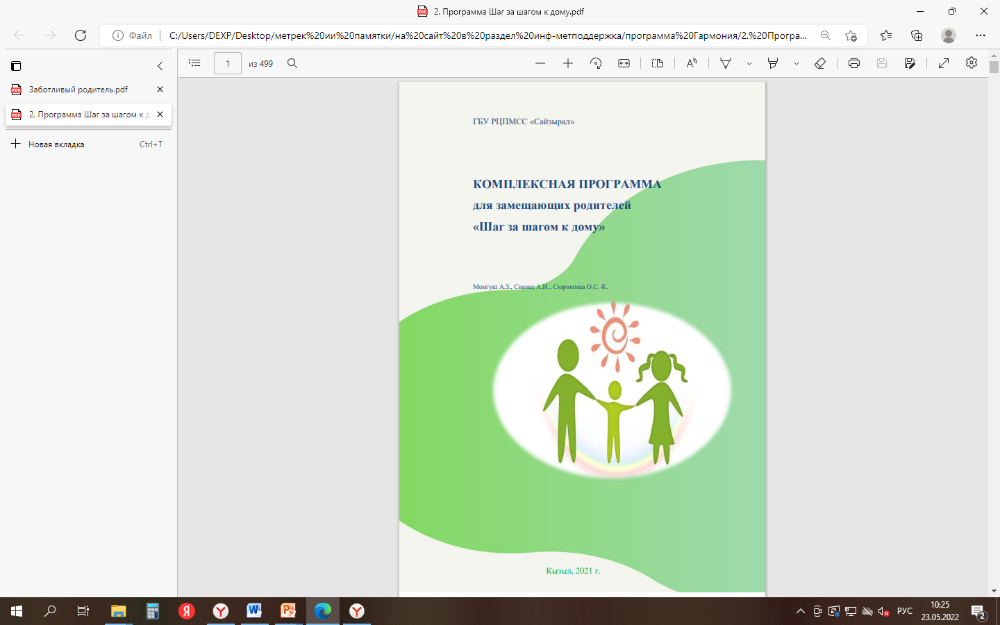 2. Программа Шаг за шагом к дому.pdf
Файл
C:/Users/DEXP/Desktop/метрек%20ии%20памятки/на%20сайт%20в%20раздел%20инф-метподдержка/программа%20Гармония/2.%20Програ...
1
из 499
Заботливый родитель.pdf
2. Программа Шаг за шагом к д
Новая вкладка
Ctrl+T
ГБУ РЦПМСС «Сайзырал»
КОМПЛЕКСНАЯ ПРОГРАММА
для замещающих родителей
«Шаг за шагом к дому»
Монгуш А.З., Сванес А.Н., Сюрюнмаа О.С.-К.
Кызыл, 2021 г.
РУС
10:25
23.05.2022
2